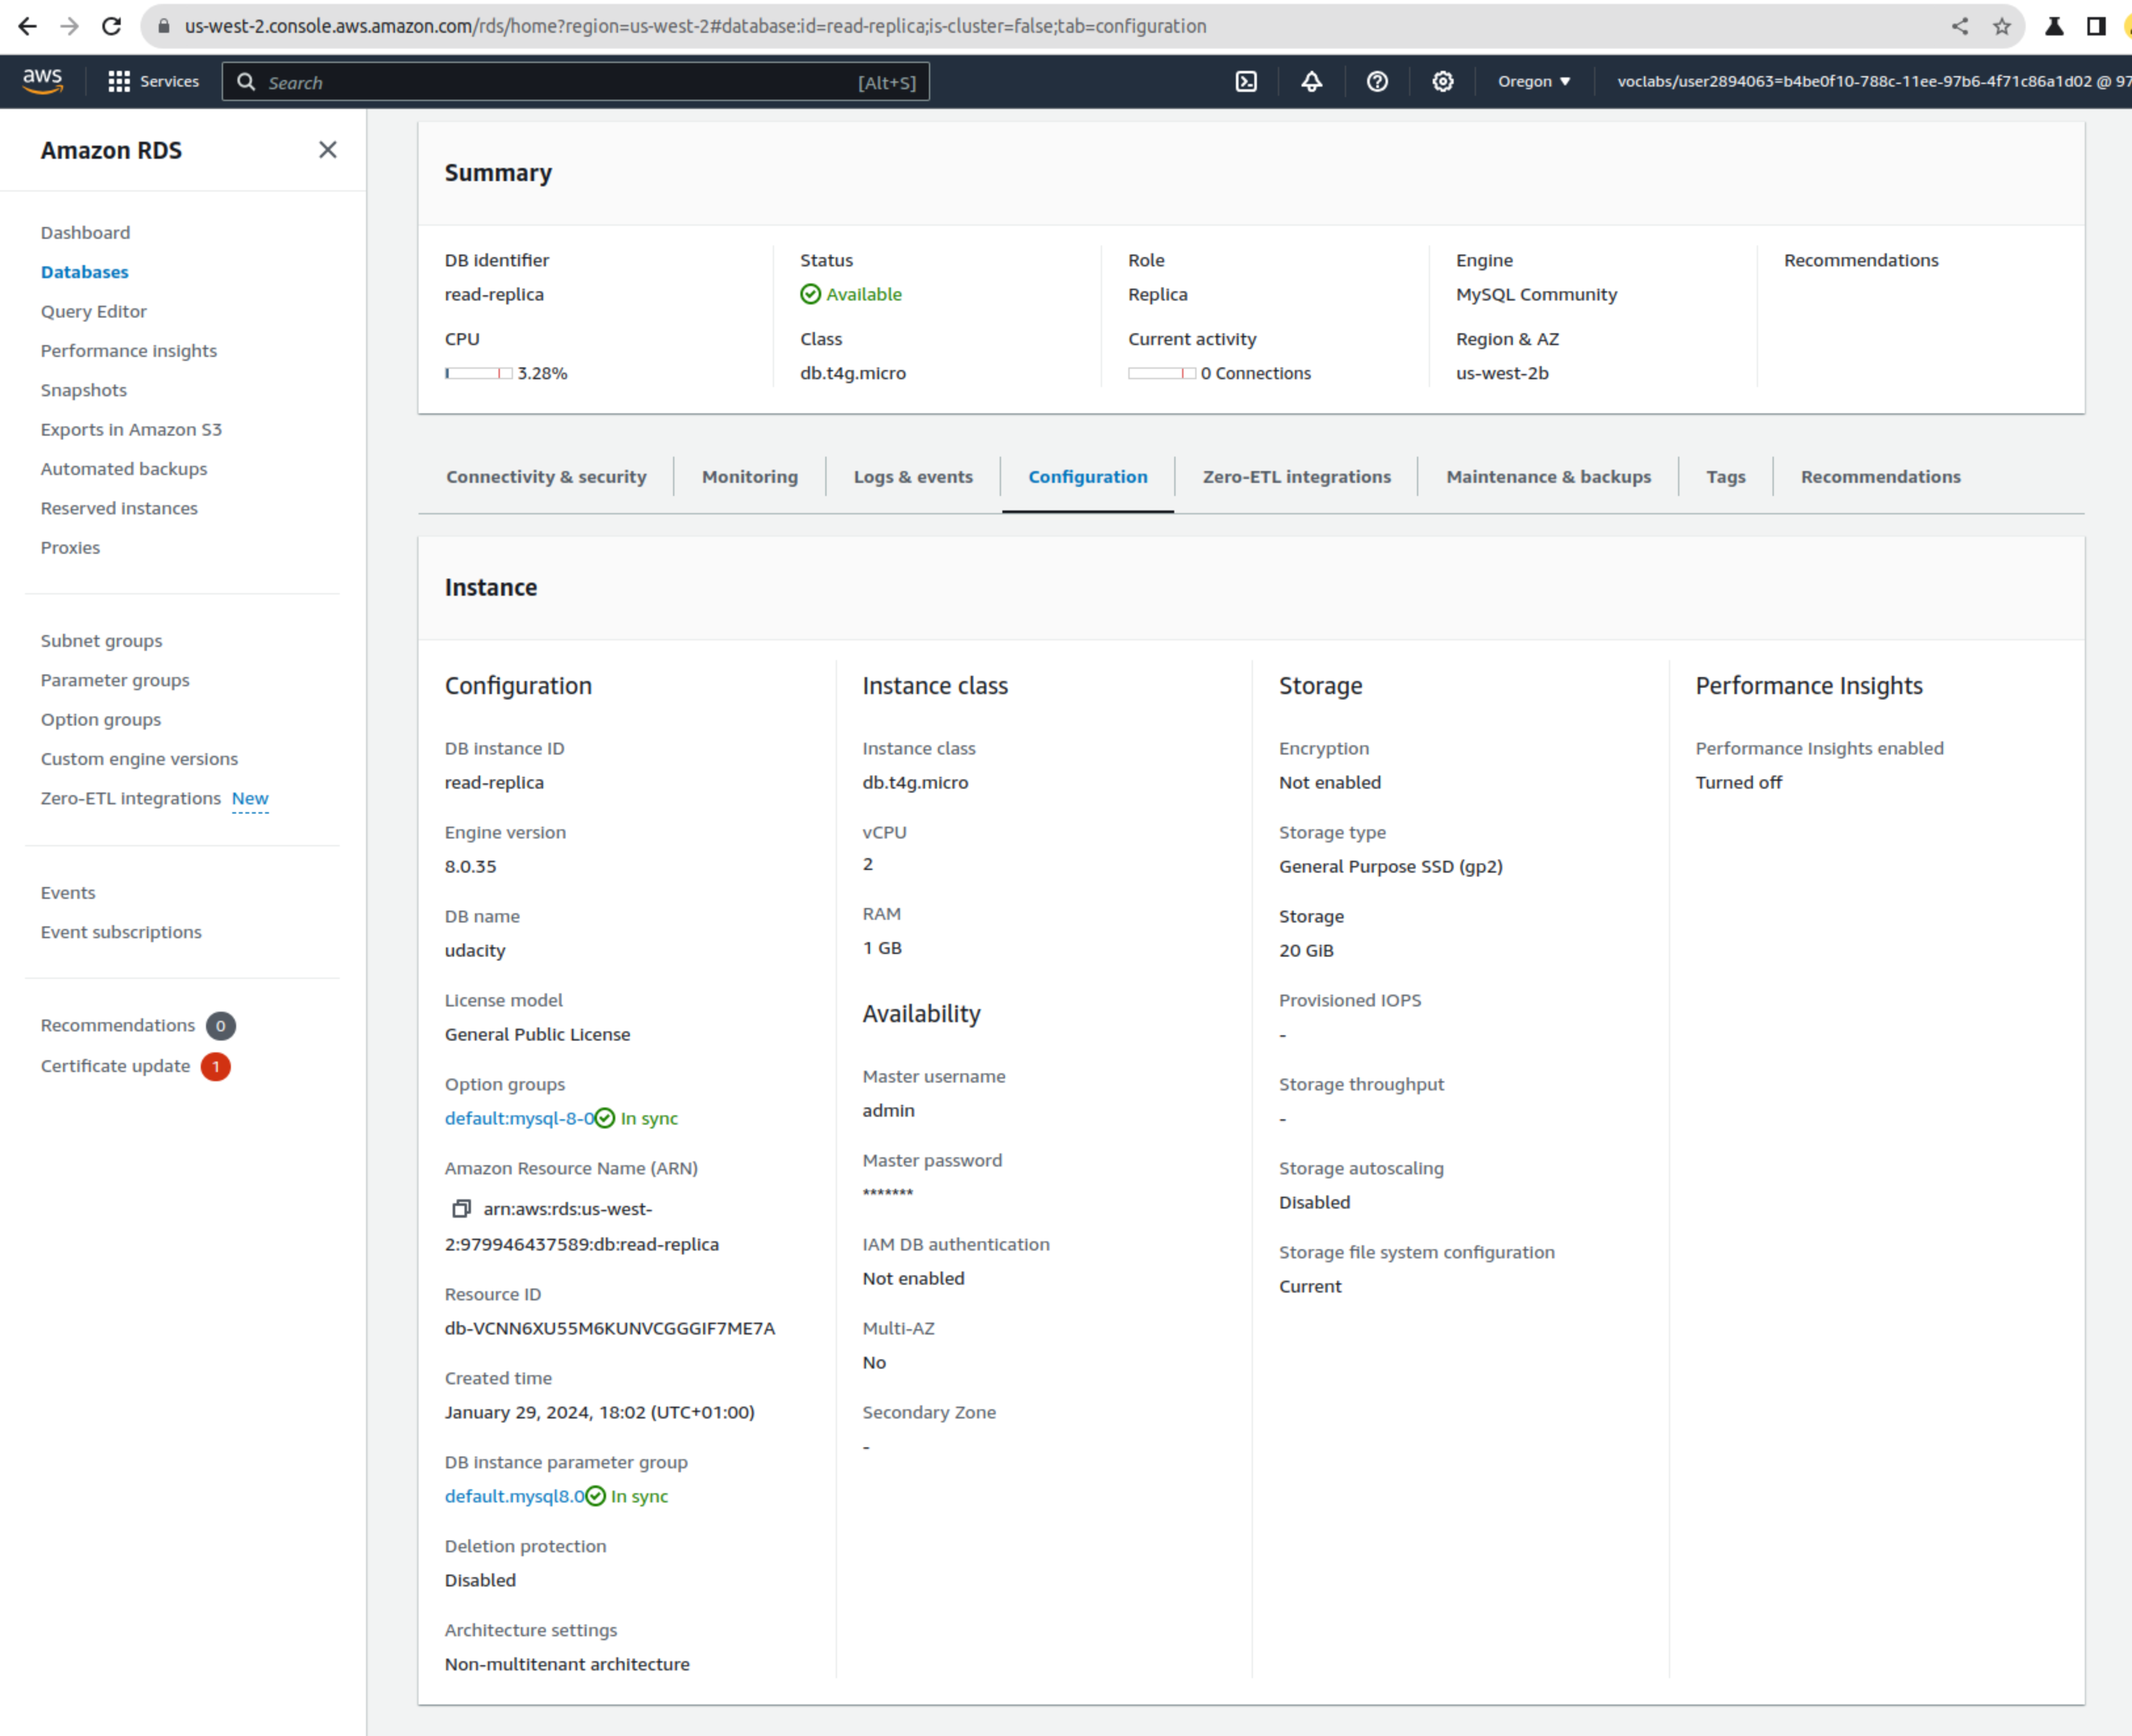 us-west-2.console.aws.amazon.com/rds/home?region=us-west-2#database:id=read-replica;is-cluster=false;tab=configuration
aws
Services
Search
[Alt+S]
Oregon
voclabs/user2894063=b4be0f10-788c-11ee-97b6-4f71c86a1d02 @ 97
Amazon RDS
Dashboard
Databases
Query Editor
Performance insights
Snapshots
Exports in Amazon S3
Automated backups
Reserved instances
Proxies
Subnet groups
Parameter groups
Option groups
Custom engine versions
Zero-ETL integrations New
Events
Event subscriptions
Recommendations 0
Certificate update 1
Summary
DB identifier
read-replica
CPU
3.28%
Status
Available
Class
db.t4g.micro
Role
Replica
Current activity
0 Connections
Engine
MySQL Community
Region & AZ
us-west-2b
Recommendations
Connectivity & security
Monitoring
Logs & events
Configuration
Zero-ETL integrations
Maintenance & backups
Tags
Recommendations
Instance
Configuration
DB instance ID
read-replica
Engine version
8.0.35
DB name
udacity
License model
General Public License
Option groups
default:mysql-8-0 In sync
Amazon Resource Name (ARN)
arn:aws:rds:us-west-
2:979946437589:db:read-replica
Resource ID
db-VCNN6XU55M6KUNVCGGGIF7ME7A
Created time
January 29, 2024, 18:02 (UTC+01:00)
DB instance parameter group
default.mysql8.0 In sync
Deletion protection
Disabled
Architecture settings
Non-multitenant architecture
Instance class
Instance class
db.t4g.micro
vCPU
2
RAM
1 GB
Availability
Master username
admin
Master password
*******
IAM DB authentication
Not enabled
Multi-AZ
No
Secondary Zone
-
Storage
Encryption
Not enabled
Storage type
General Purpose SSD (gp2)
Storage
20 GiB
Provisioned IOPS
-
Storage throughput
-
Storage autoscaling
Disabled
Storage file system configuration
Current
Performance Insights
Performance Insights enabled
Turned off